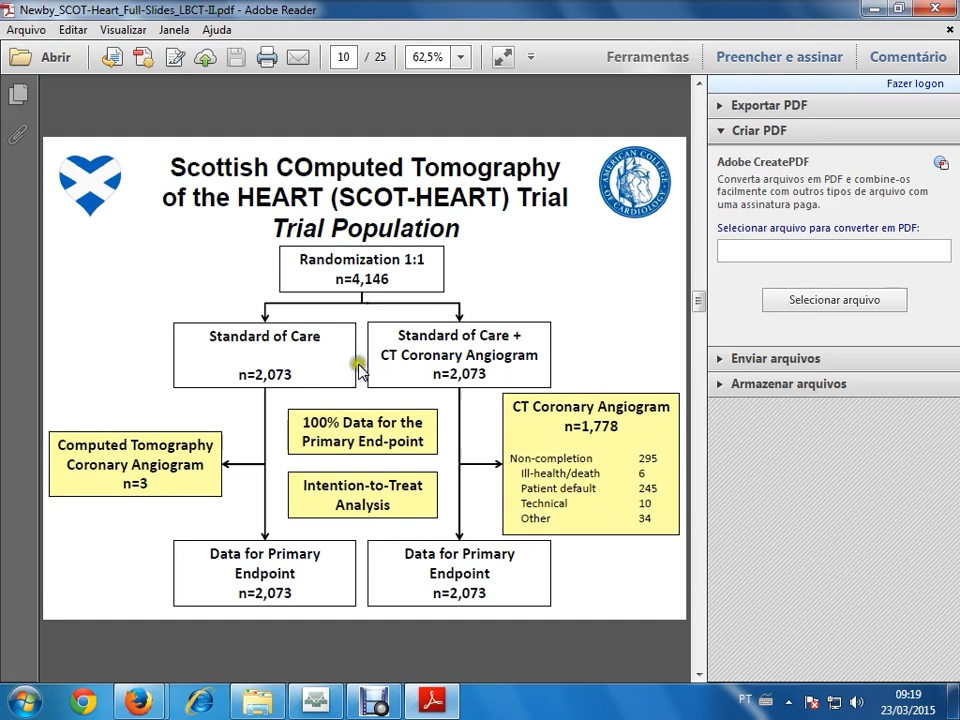 Newby_SCOT-Heart_Full-Slides_LBCT-II.pdf - Adobe Reader
Arquivo Editar Visualizar Janela Ajuda
Abrir 10 / 25 62,5% Ferramentas Preencher e assinar Comentário
Fazer logon
Exportar PDF
Criar PDF
Adobe CreatePDF
Converta arquivos em PDF e combine-os
facilmente com outros tipos de arquivo com
uma assinatura paga.
Selecionar arquivo para converter em PDF:
Selecionar arquivo
Enviar arquivos
Armazenar arquivos
Scottish COmputed Tomography
of the HEART (SCOT-HEART) Trial
Trial Population
AMERICAN COLLEGE OF CARDIOLOGY
Randomization 1:1
n=4,146
Standard of Care
n=2,073
Standard of Care +
CT Coronary Angiogram
n=2,073
100% Data for the
Primary End-point
Computed Tomography
Coronary Angiogram
n=3
Intention-to-Treat
Analysis
CT Coronary Angiogram
n=1,778
Non-completion 295
Ill-health/death 6
Patient default 245
Technical 10
Other 34
Data for Primary
Endpoint
n=2,073
Data for Primary
Endpoint
n=2,073
PT
09:19
23/03/2015